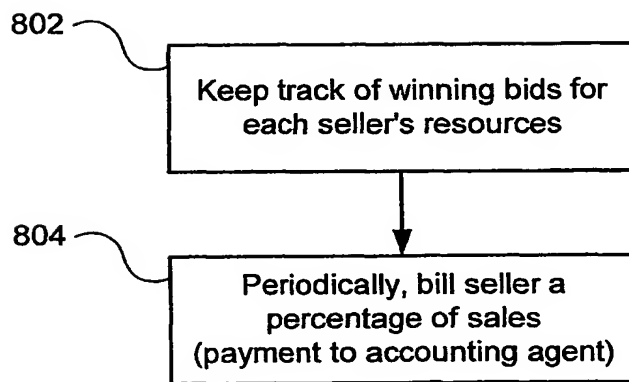 802
Keep track of winning bids for
each seller's resources
804
Periodically, bill seller a
percentage of sales
(payment to accounting agent)